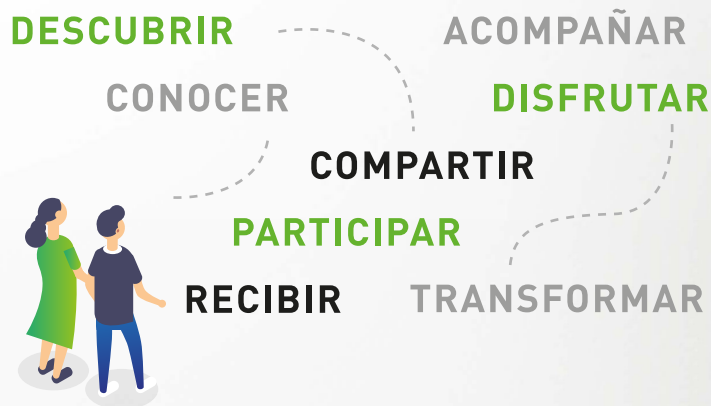 DESCUBRIR
ACOMPAÑAR
CONOCER
DISFRUTAR
COMPARTIR
PARTICIPAR
RECIBIR
TRANSFORMAR